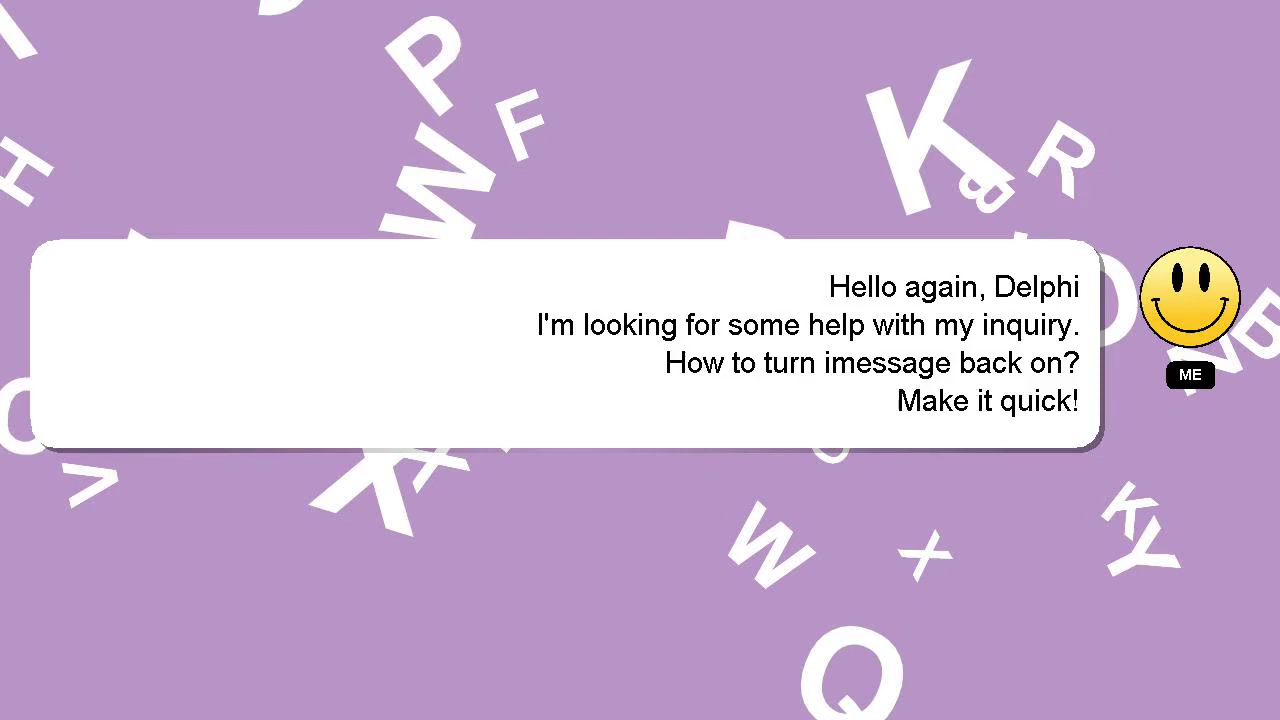 Hello again, Delphi
I'm looking for some help with my inquiry.
How to turn imessage back on?
Make it quick!
ME
P
F
W
H
K
R
B
N
B
V
X
X
W
X
K
Y
Q